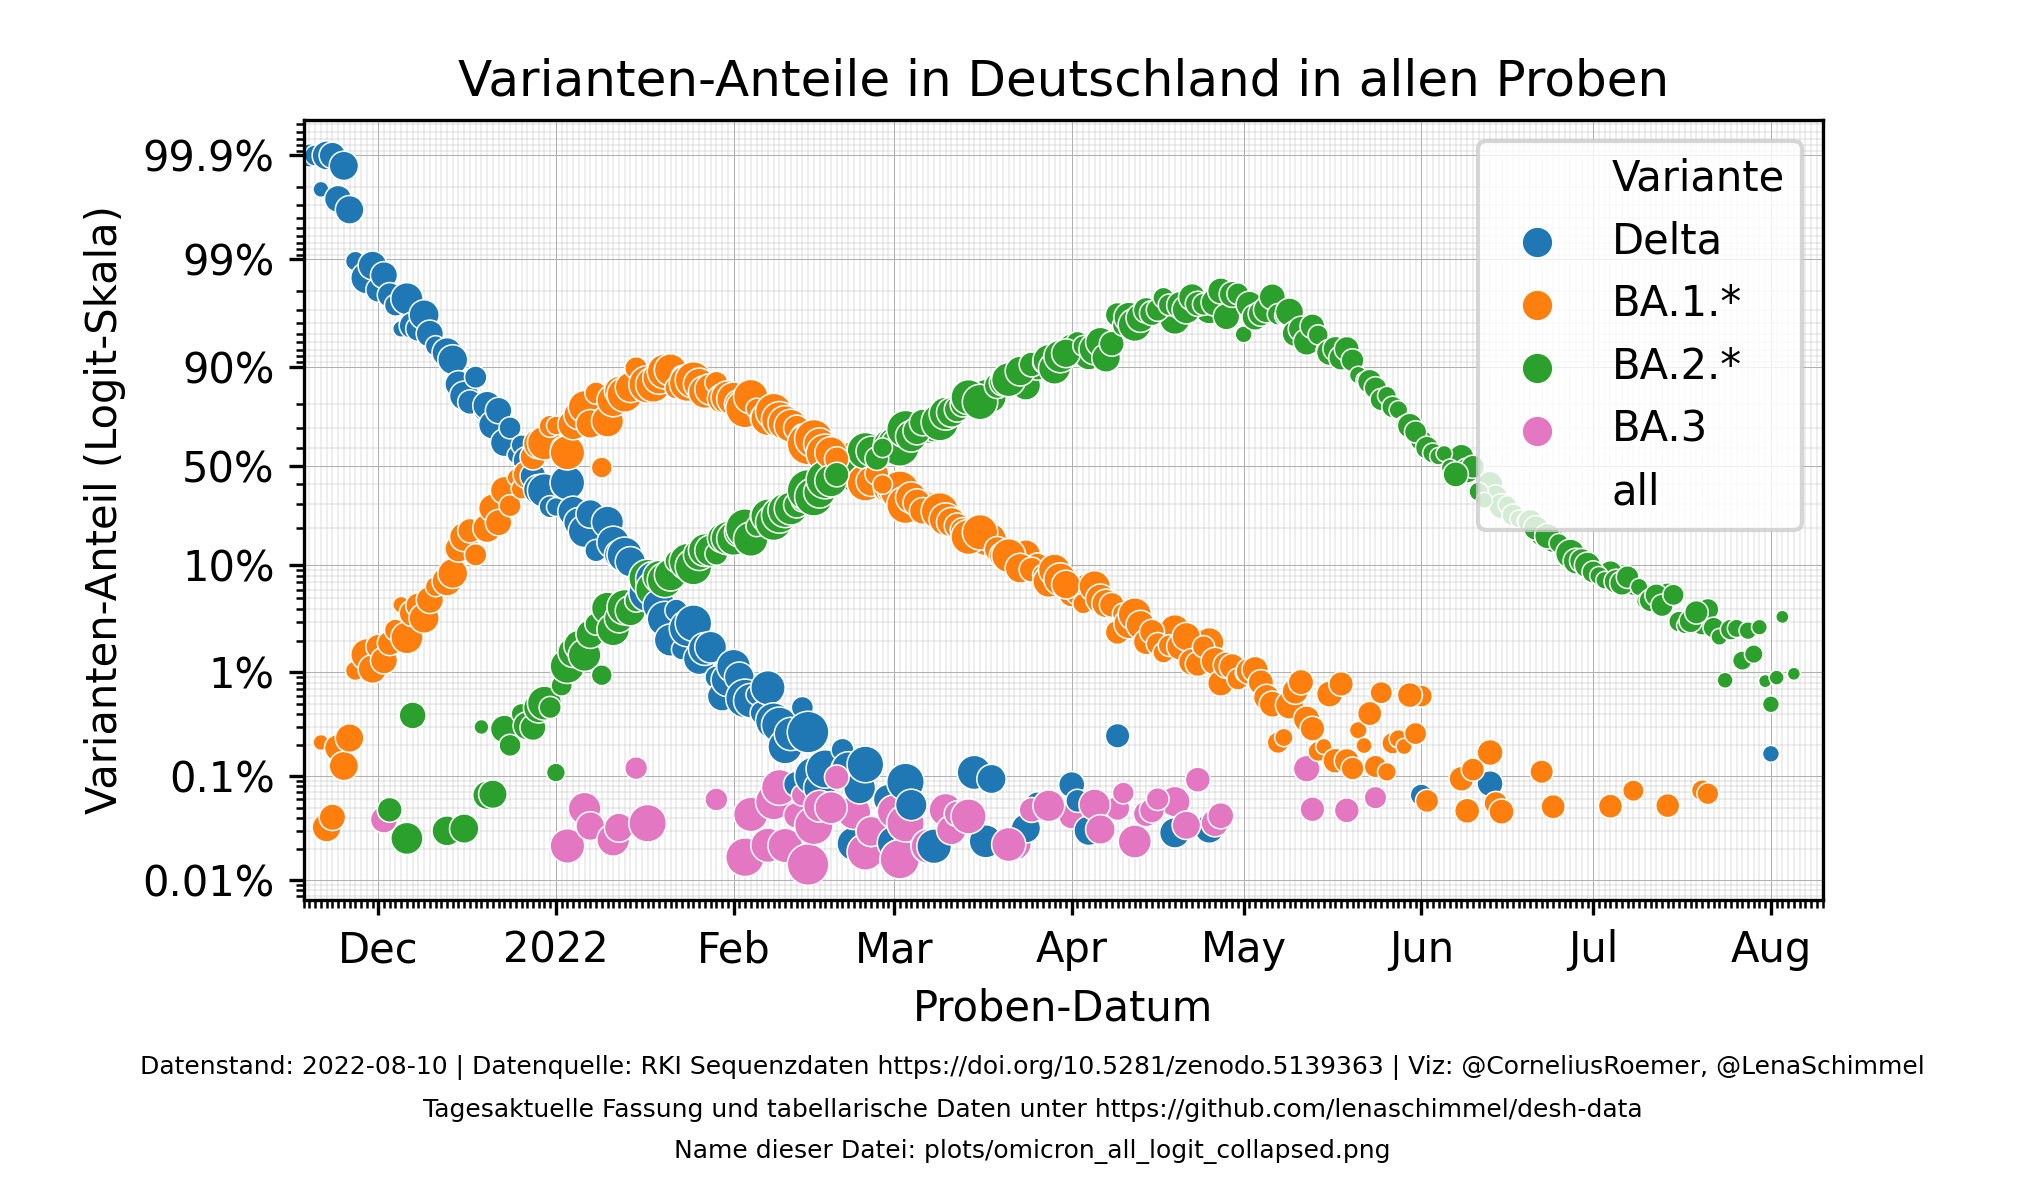 Varianten-Anteile in Deutschland in allen Proben
Varianten-Anteil (Logit-Skala)
99.9%
99%
90%
50%
10%
1%
0.1%
0.01%
Variante
Delta
BA.1.*
BA.2.*
BA.3
all
Dec 2022 Feb Mar Apr May Jun Jul Aug
Proben-Datum
Datenstand: 2022-08-10 | Datenquelle: RKI Sequenzdaten https://doi.org/10.5281/zenodo.5139363 | Viz: @CorneliusRoemer, @LenaSchimmel
Tagesaktuelle Fassung und tabellarische Daten unter https://github.com/lenaschimmel/desh-data
Name dieser Datei: plots/omicron_all_logit_collapsed.png